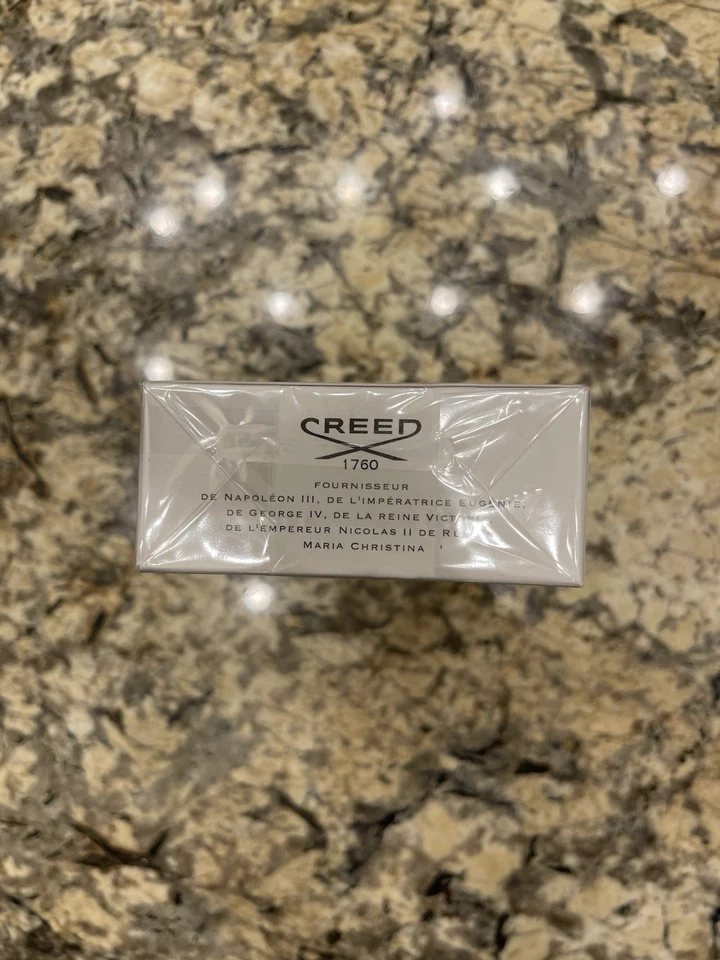 CREED
1760
FOURNISSEUR
DE NAPOLÉON III, DE L'IMPÉRATRICE EUGÉNIE,
DE GEORGE IV, DE LA REINE
DE L'EMPEREUR NICOLAS II DE
MARIA CHRISTINA